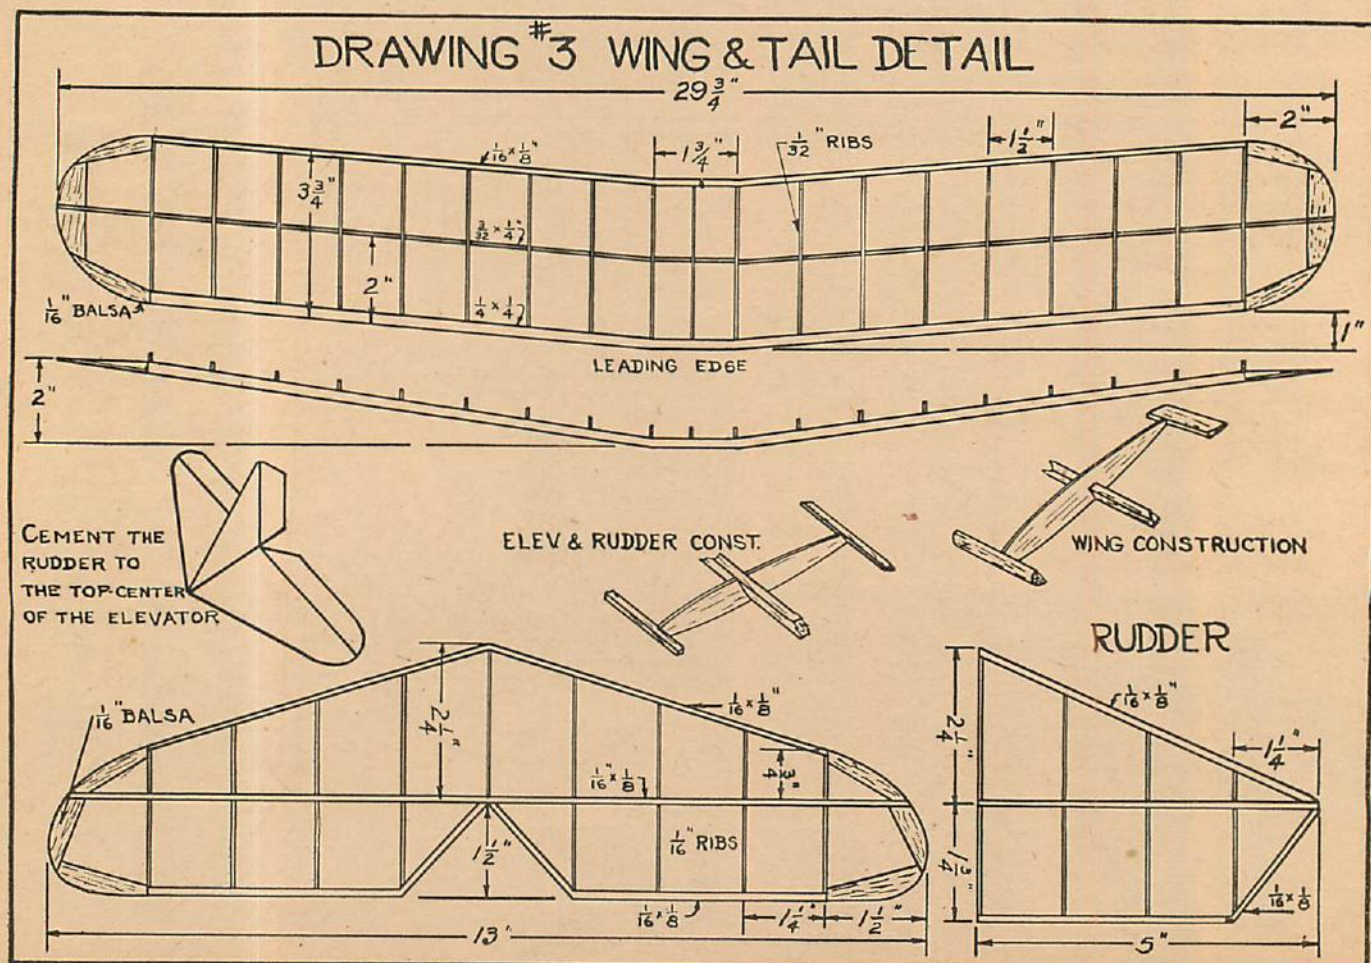 DRAWING #3 WING & TAIL DETAIL
29 3/4"
2"
1/16 x 1/8"
1 3/4"
1/32" RIBS
1 1/2"
3 3/4"
3/32 x 1/4"
2"
1/4 x 1/4"
1/16" BALSA
1"
LEADING EDGE
2"
CEMENT THE
RUDDER TO
THE TOP-CENTER
OF THE ELEVATOR
ELEV. & RUDDER CONST.
WING CONSTRUCTION
RUDDER
1/16" BALSA
2 1/4"
1/16 x 1/8"
3/4"
1/16" x 1/8"
1 1/2"
1/16" RIBS
1/16 x 1/8
1 1/4"
1 1/2"
13"
2 1/4"
1/16 x 1/8"
1 1/4"
1 3/4"
1/16 x 1/8
5"